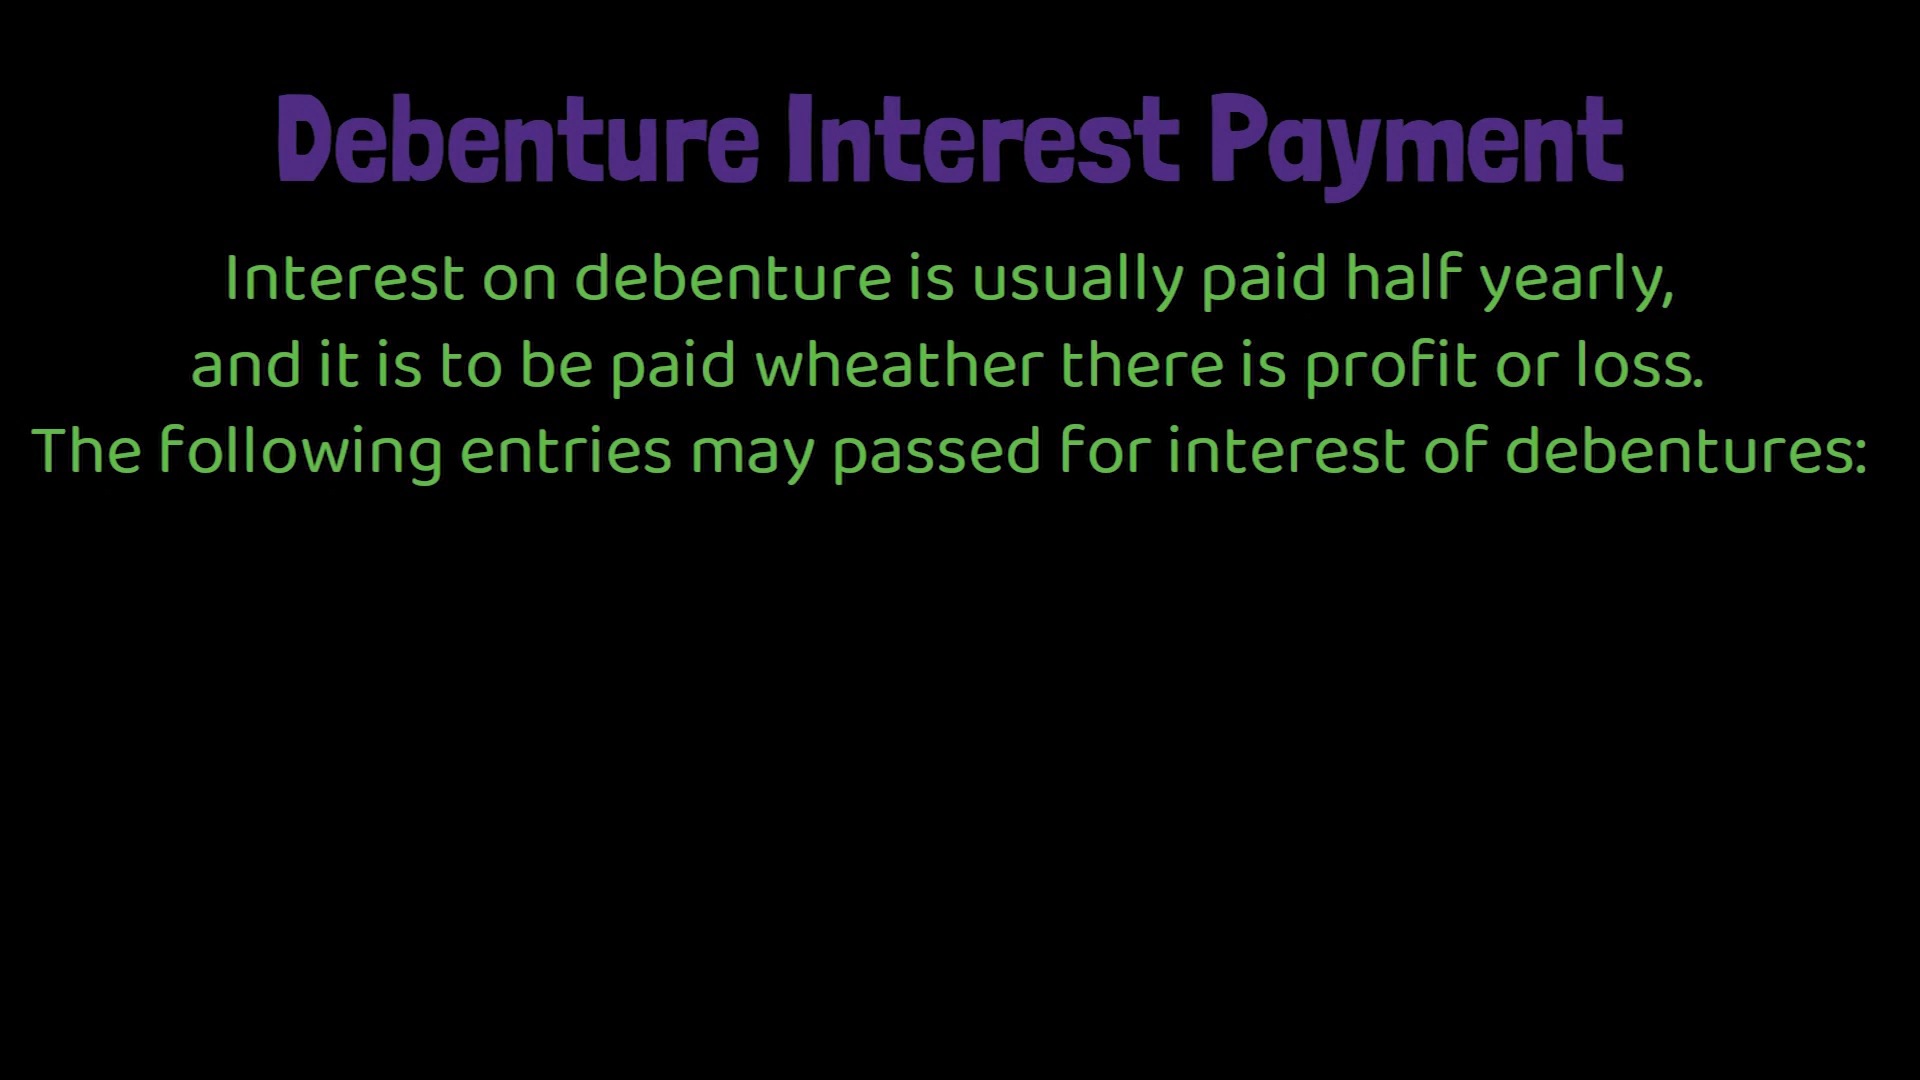 Debenture Interest Payment
Interest on debenture is usually paid half yearly,
and it is to be paid wheather there is profit or loss.
The following entries may passed for interest of debentures: